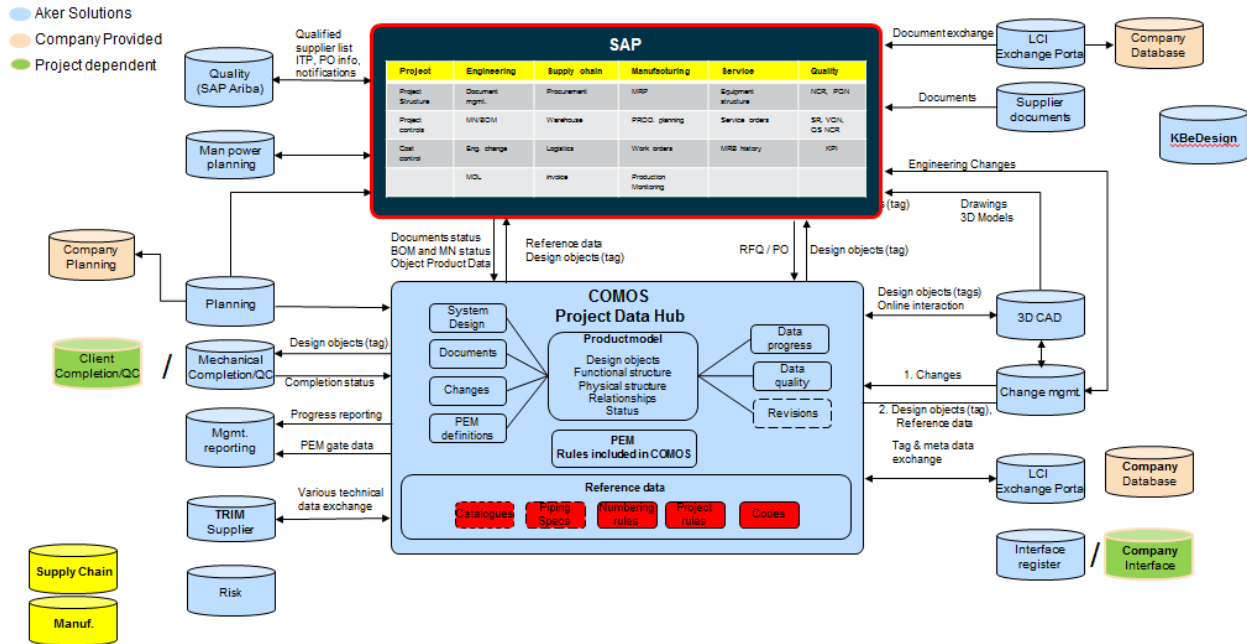 Aker Solutions
Company Provided
Project dependent
Quality
(SAP Ariba)
Qualified
supplier list
ITP, PO info,
notifications
Man power
planning
Company
Planning
Planning
Client
Completion/QC
/
Mechanical
Completion/QC
Design objects (tag)
Completion status
Mgmt.
reporting
Progress reporting
PEM gate data
TRIM
Supplier
Various technical
data exchange
Risk
Supply Chain
Manuf.
SAP
Project Engineering Supply chain Manufacturing Service Quality
Project
Structure
Document
mgmt.
Procurement
MRP
Equipment
structure
NCR, PGN
Project
controls
MN/BOM
Warehouse
PROD. planning
Service orders
SR, VCN,
QS NCR
Cost
control
Eng. change
Logistics
Work orders
MRB history
KPI
MDL
Invoice
Production
Monitoring
Documents status
BOM and MN status
Object Product Data
Reference data
Design objects (tag)
RFQ / PO
Design objects (tag)
(tag)
COMOS
Project Data Hub
System
Design
Documents
Changes
PEM
definitions
Productmodel
Design objects
Functional structure
Physical structure
Relationships
Status
Data
progress
Data
quality
Revisions
PEM
Rules included in COMOS
Reference data
Catalogues
Piping
Specs
Numbering
rules
Project
rules
Codes
Document exchange
LCI
Exchange Porta
Company
Database
Documents
Supplier
documents
KBeDesign
Engineering Changes
Drawings
3D Models
Design objects (tags)
Online interaction
3D CAD
1. Changes
Change mgmt.
2. Design objects (tag),
Reference data
Tag & meta data
exchange
LCI
Exchange Porta
Company
Database
Interface
register
/
Company
Interface